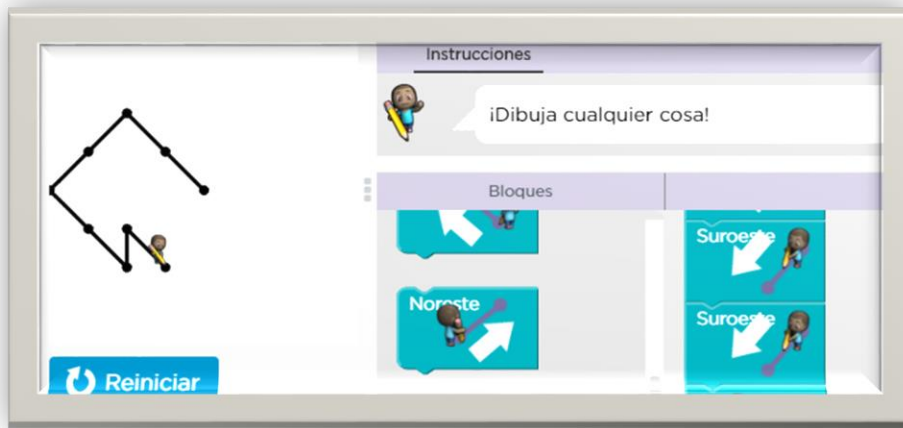 Instrucciones
¡Dibuja cualquier cosa!
Bloques
Noreste
Suroeste
Suroeste
Reiniciar